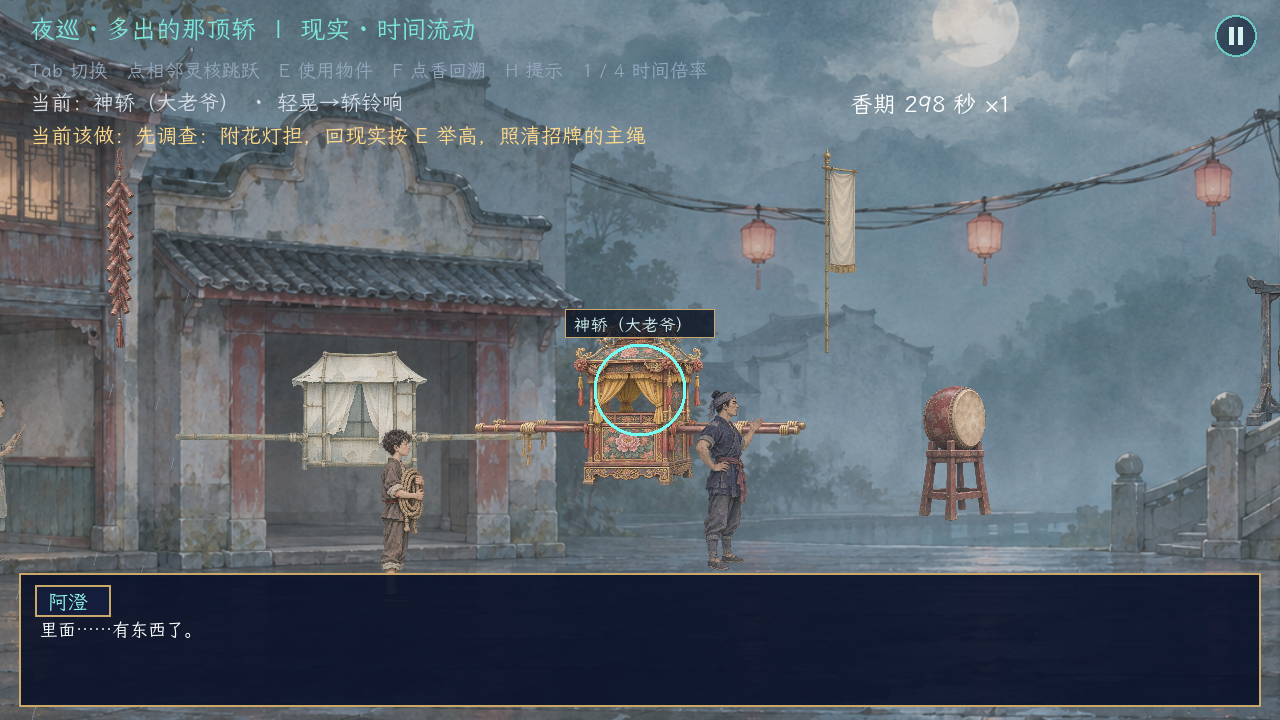 夜巡·多出的那顶轿 | 现实·时间流动
Tab 切换 点相邻灵核跳跃 E 使用物件 F 点香回溯 H 提示 1 / 4 时间倍率
当前：神轿（大老爷） · 轻晃→轿铃响
香期 298 秒 ×1
当前该做：先调查：附花灯担，回现实按 E 举高，照清招牌的主绳
神轿（大老爷）
阿澄
里面……有东西了。